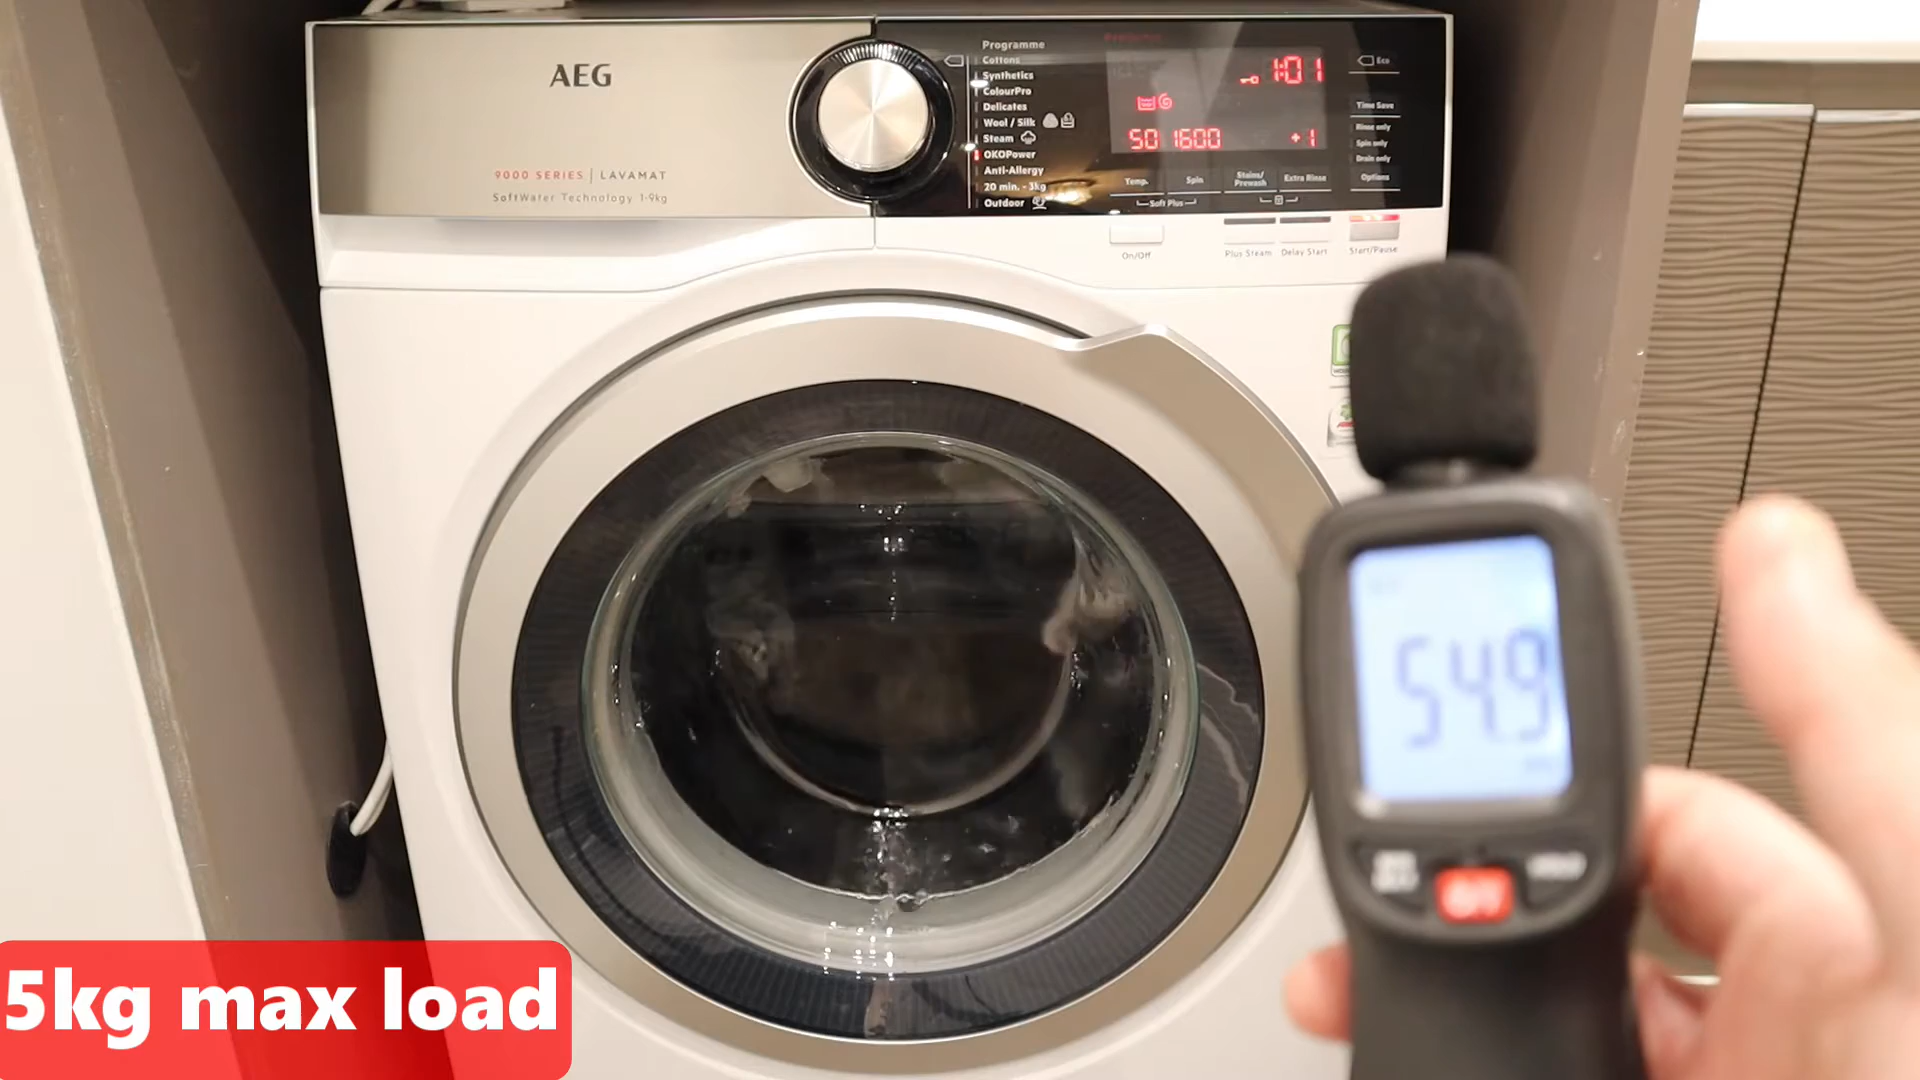 AEG
9000 SERIES | LAVAMAT
SoftWater Technology 1-9kg
Programme
Cottons
Synthetics
ColourPro
Delicates
Wool / Silk
Steam
OKOPower
Anti-Allergy
20 min. - 3kg
Outdoor
1:01
50 1600 +1
Temp. Spin Stains/ Prewash Extra Rinse
Soft Plus
Eco
Time Save
Rinse only
Spin only
Drain only
Options
On/Off
Plus Steam Delay Start Start/Pause
54.9
5kg max load